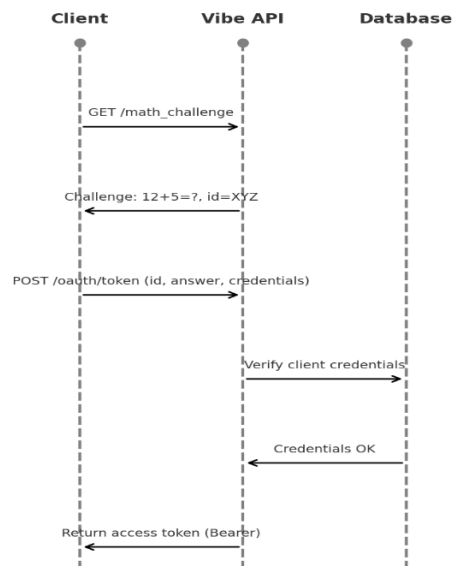 Client
Vibe API
Database
GET /math_challenge
Challenge: 12+5=?, id=XYZ
POST /oauth/token (id, answer, credentials)
Verify client credentials
Credentials OK
Return access token (Bearer)